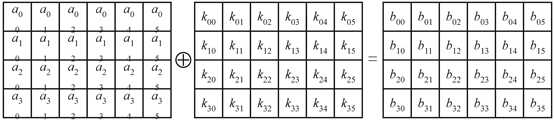 a00 a01 a02 a03 a04 a05 ⊕ k00 k01 k02 k03 k04 k05 = b00 b01 b02 b03 b04 b05
a10 a11 a12 a13 a14 a15 k10 k11 k12 k13 k14 k15 b10 b11 b12 b13 b14 b15
a20 a21 a22 a23 a24 a25 k20 k21 k22 k23 k24 k25 b20 b21 b22 b23 b24 b25
a30 a31 a32 a33 a34 a35 k30 k31 k32 k33 k34 k35 b30 b31 b32 b33 b34 b35